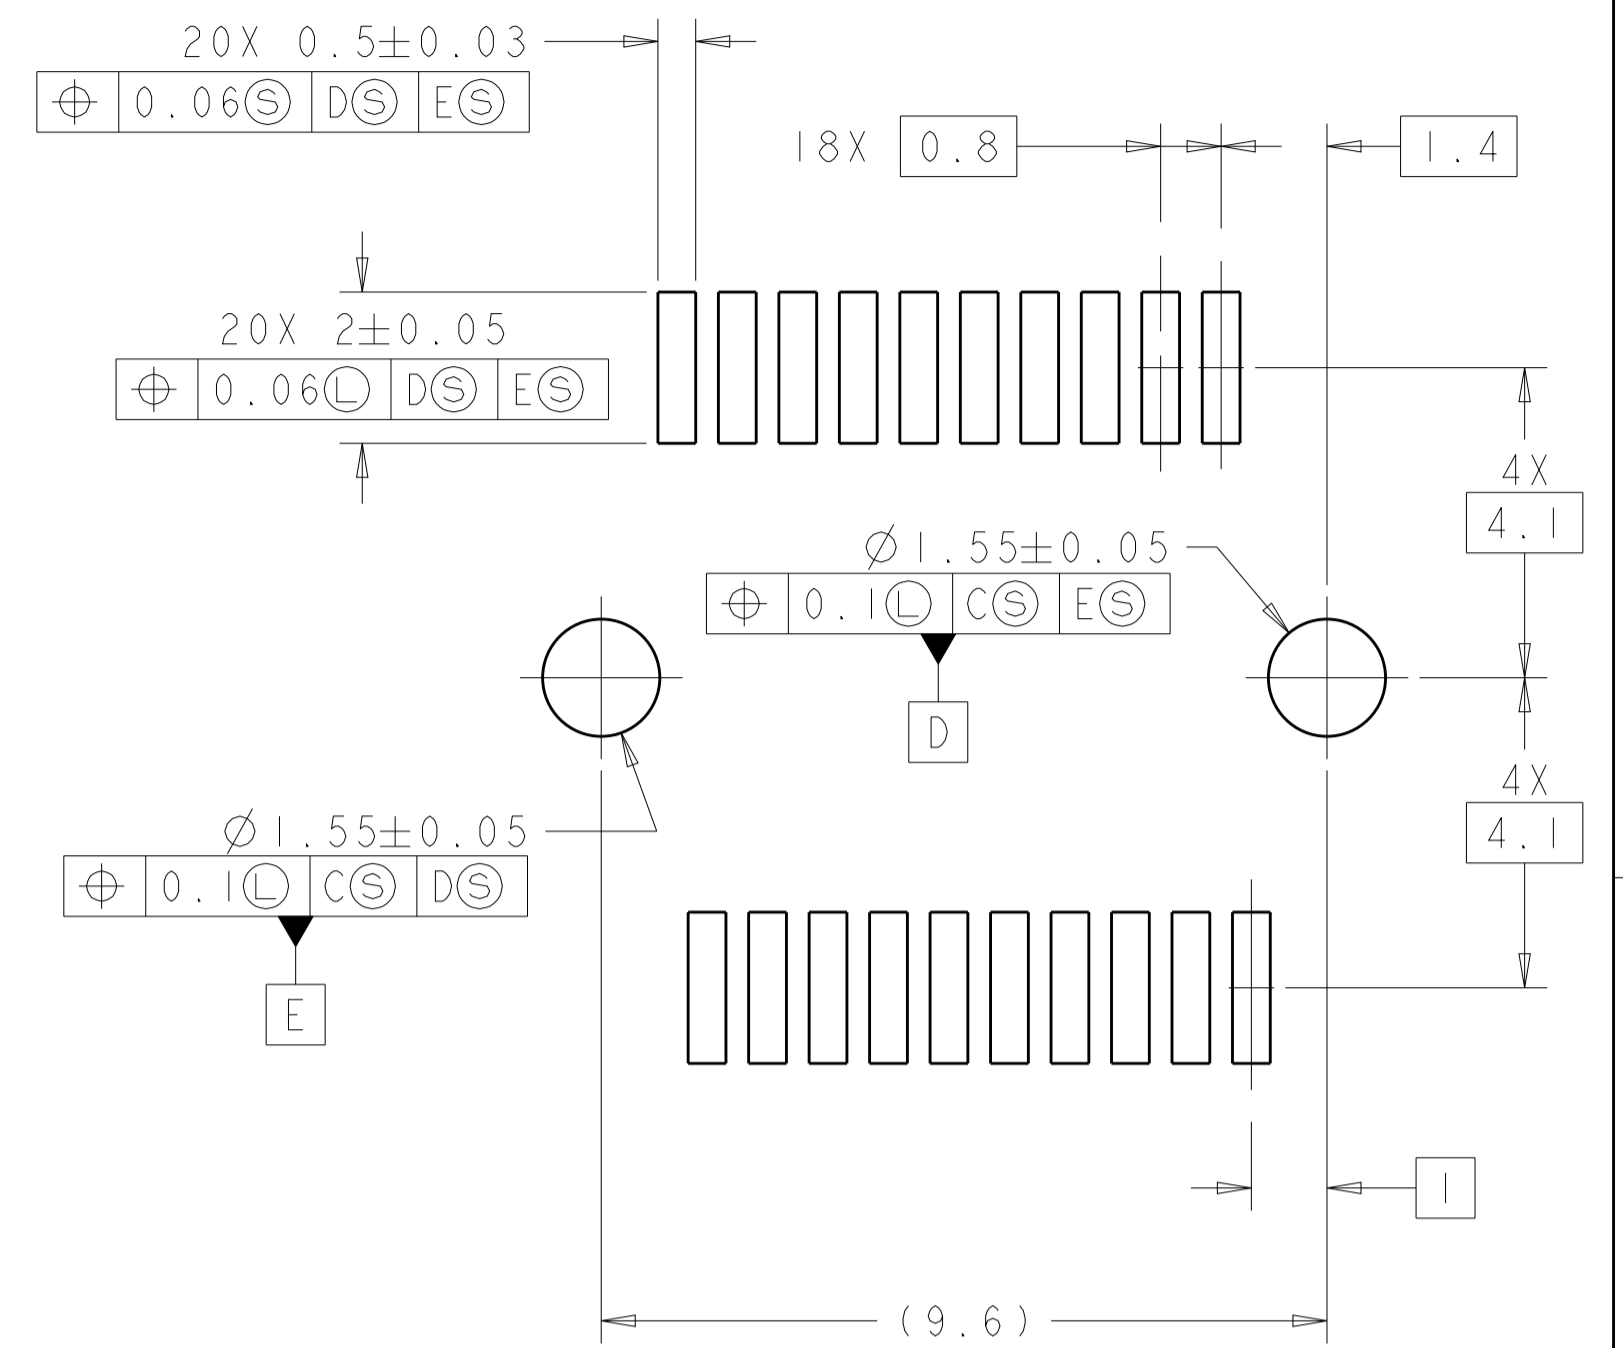 20X 0.5±0.03
⌖ 0.06Ⓢ DⓈ EⓈ
18X 0.8
1.4
20X 2±0.05
⌖ 0.06Ⓛ DⓈ EⓈ
4X
4.1
Ø1.55±0.05
⌖ 0.1Ⓛ CⓈ EⓈ
D
4X
4.1
Ø1.55±0.05
⌖ 0.1Ⓛ CⓈ DⓈ
E
1
(9.6)